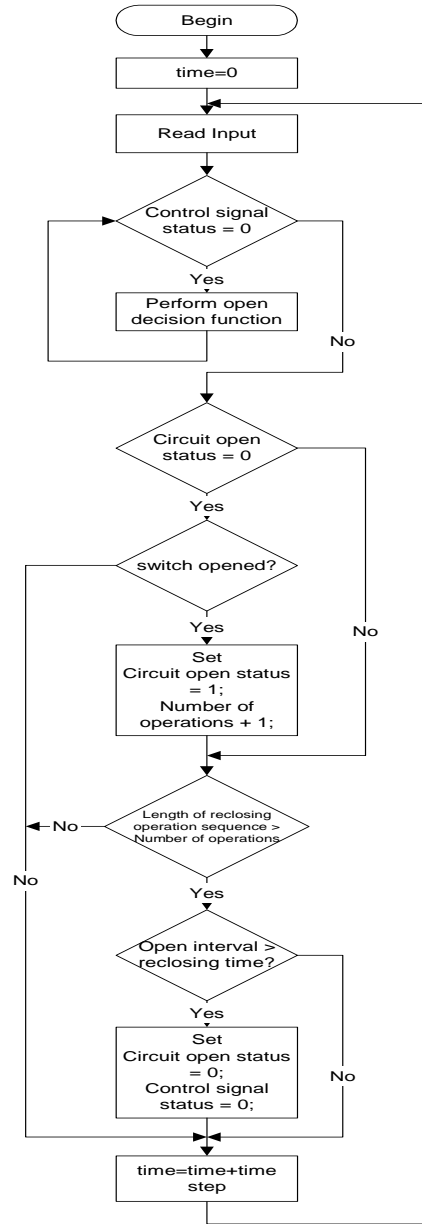 Begin
time=0
Read Input
Control signal
status = 0
Yes
Perform open
decision function
No
Circuit open
status = 0
Yes
switch opened?
Yes
No
Set
Circuit open status
= 1;
Number of
operations + 1;
Length of reclosing
operation sequence >
Number of operations
No
No
Yes
Open interval >
reclosing time?
Yes
Set
Circuit open status
= 0;
Control signal
status = 0;
No
time=time+time
step